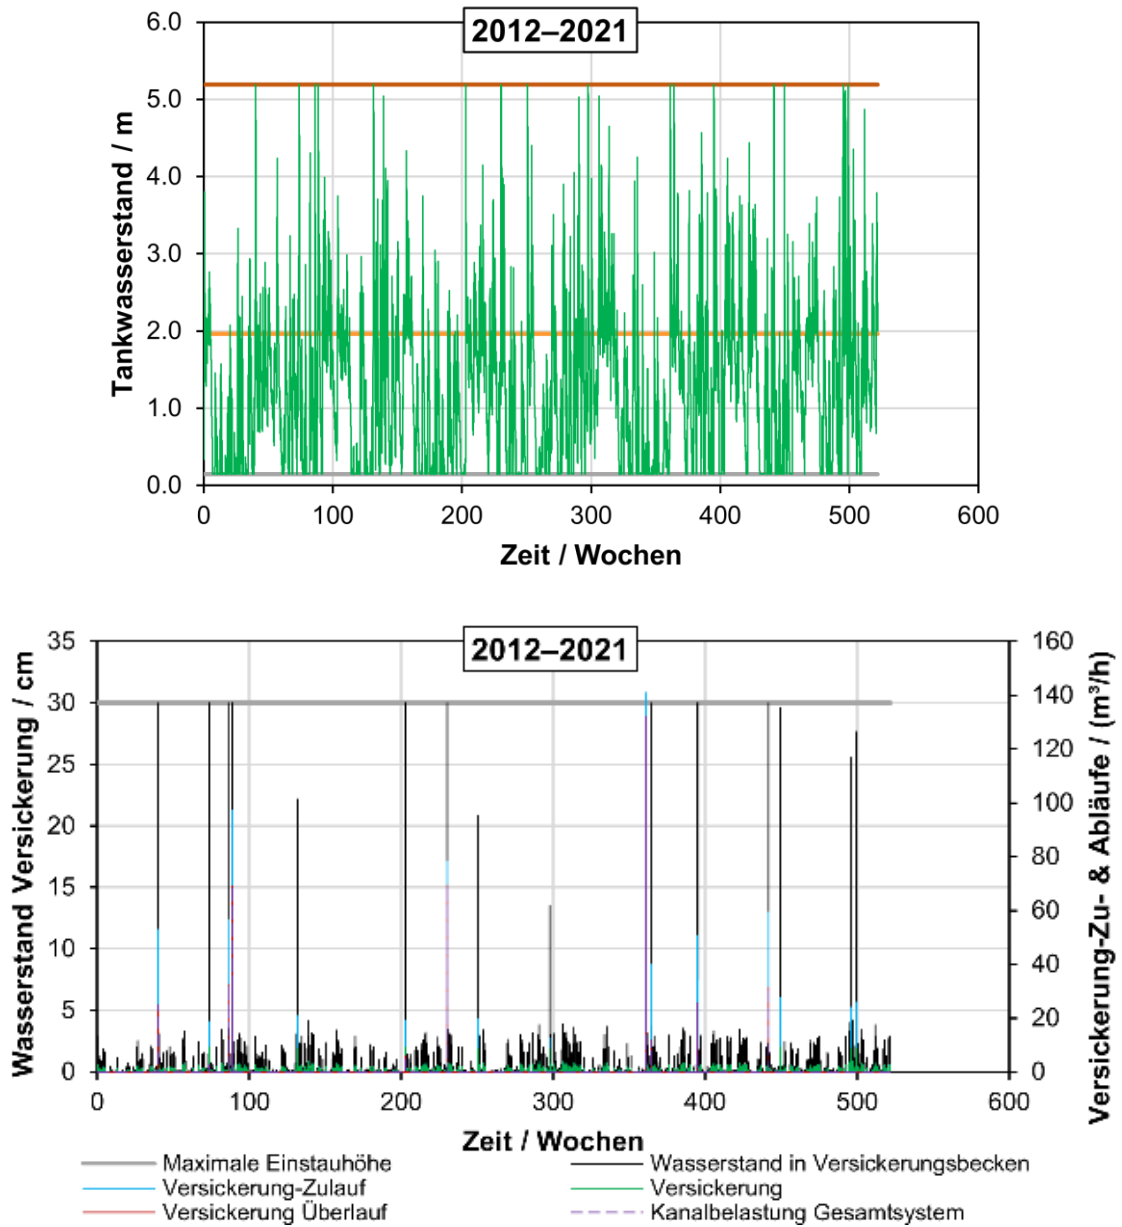 2012–2021
6.0
5.0
4.0
3.0
2.0
1.0
0.0
Tankwasserstand / m
0 100 200 300 400 500 600
Zeit / Wochen
2012–2021
35
30
25
20
15
10
5
0
Wasserstand Versickerung / cm
160
140
120
100
80
60
40
20
0
Versickerung-Zu- & Abläufe / (m³/h)
0 100 200 300 400 500 600
Zeit / Wochen
Maximale Einstauhöhe
Wasserstand in Versickerungsbecken
Versickerung-Zulauf
Versickerung
Versickerung Überlauf
Kanalbelastung Gesamtsystem